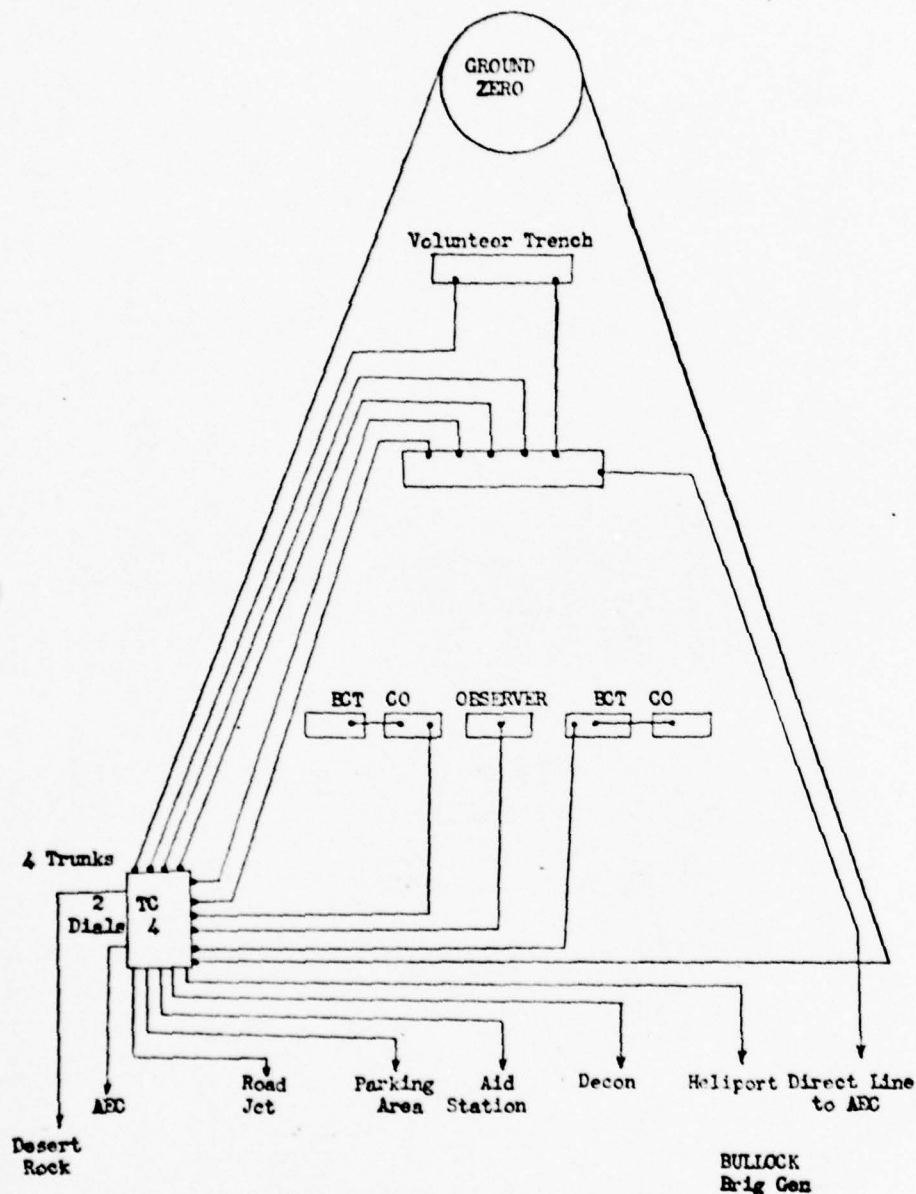 GROUND
ZERO
Volunteer Trench
BCT CO OBSERVER BCT CO
4 Trunks
2
Dials
TC
4
AEC
Road
Jct
Parking
Area
Aid
Station
Decon
Heliport
Direct Line
to AEC
Desert
Rock
BULLOCK
Brig Gen